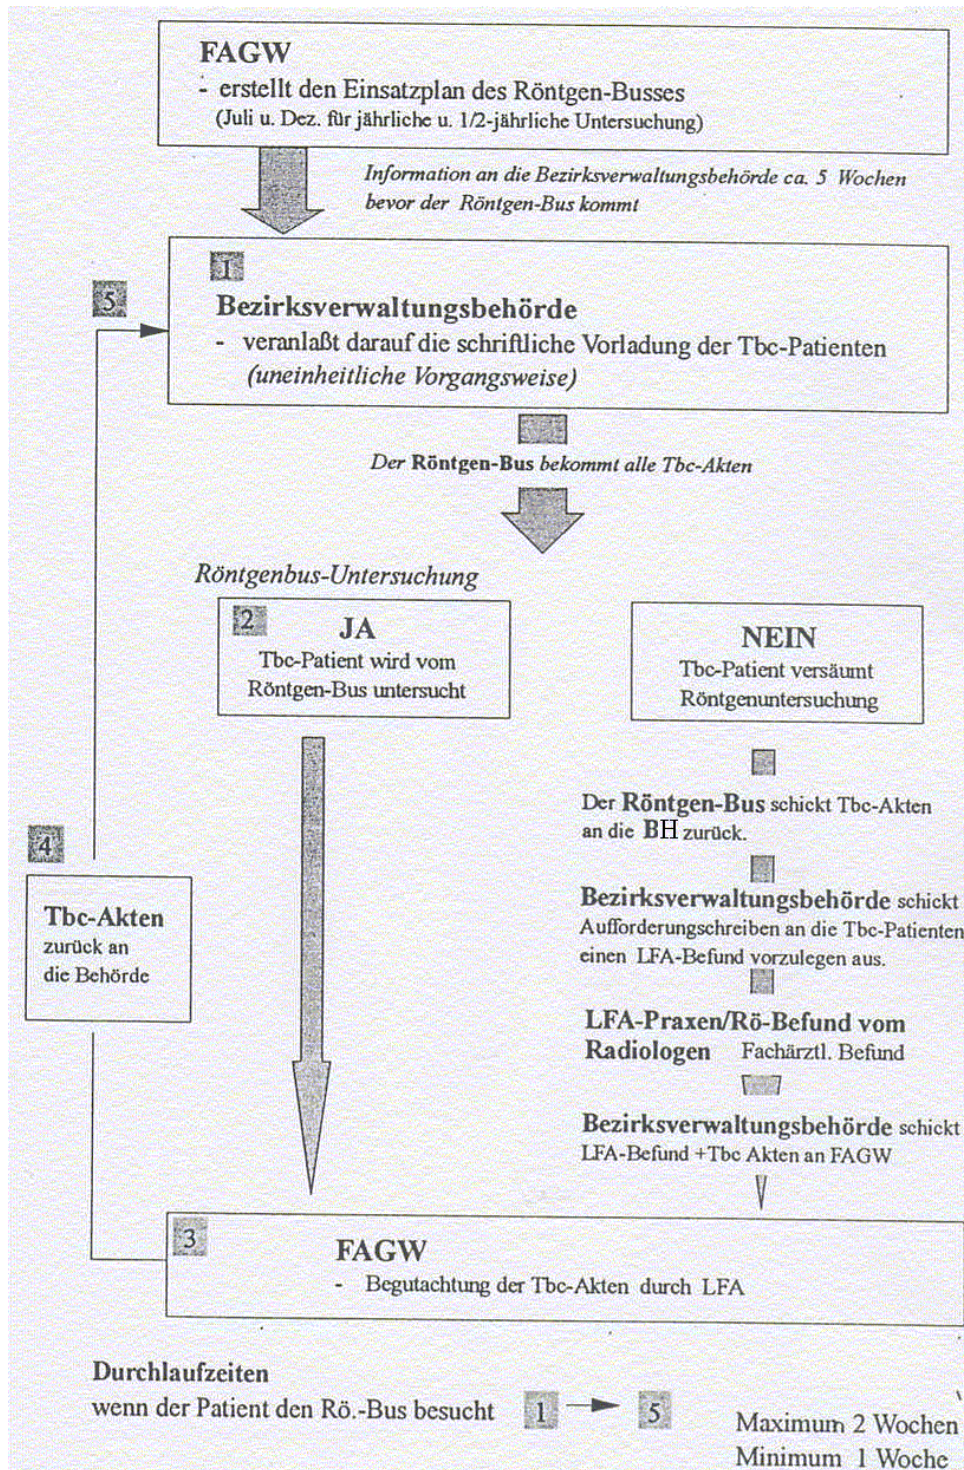 FAGW
- erstellt den Einsatzplan des Röntgen-Busses
(Juli u. Dez. für jährliche u. 1/2-jährliche Untersuchung)
Information an die Bezirksverwaltungsbehörde ca. 5 Wochen
bevor der Röntgen-Bus kommt
1
5
Bezirksverwaltungsbehörde
- veranlaßt darauf die schriftliche Vorladung der Tbc-Patienten
(uneinheitliche Vorgangsweise)
Der Röntgen-Bus bekommt alle Tbc-Akten
Röntgenbus-Untersuchung
2
JA
Tbc-Patient wird vom
Röntgen-Bus untersucht
NEIN
Tbc-Patient versäumt
Röntgenuntersuchung
Der Röntgen-Bus schickt Tbc-Akten
an die BH zurück.
4
Tbc-Akten
zurück an
die Behörde
Bezirksverwaltungsbehörde schickt
Aufforderungschreiben an die Tbc-Patienten
einen LFA-Befund vorzulegen aus.
LFA-Praxen/Rö-Befund vom
Radiologen Fachärztl. Befund
Bezirksverwaltungsbehörde schickt
LFA-Befund +Tbc Akten an FAGW
3
FAGW
- Begutachtung der Tbc-Akten durch LFA
Durchlaufzeiten
wenn der Patient den Rö.-Bus besucht 1 5
Maximum 2 Wochen
Minimum 1 Woche